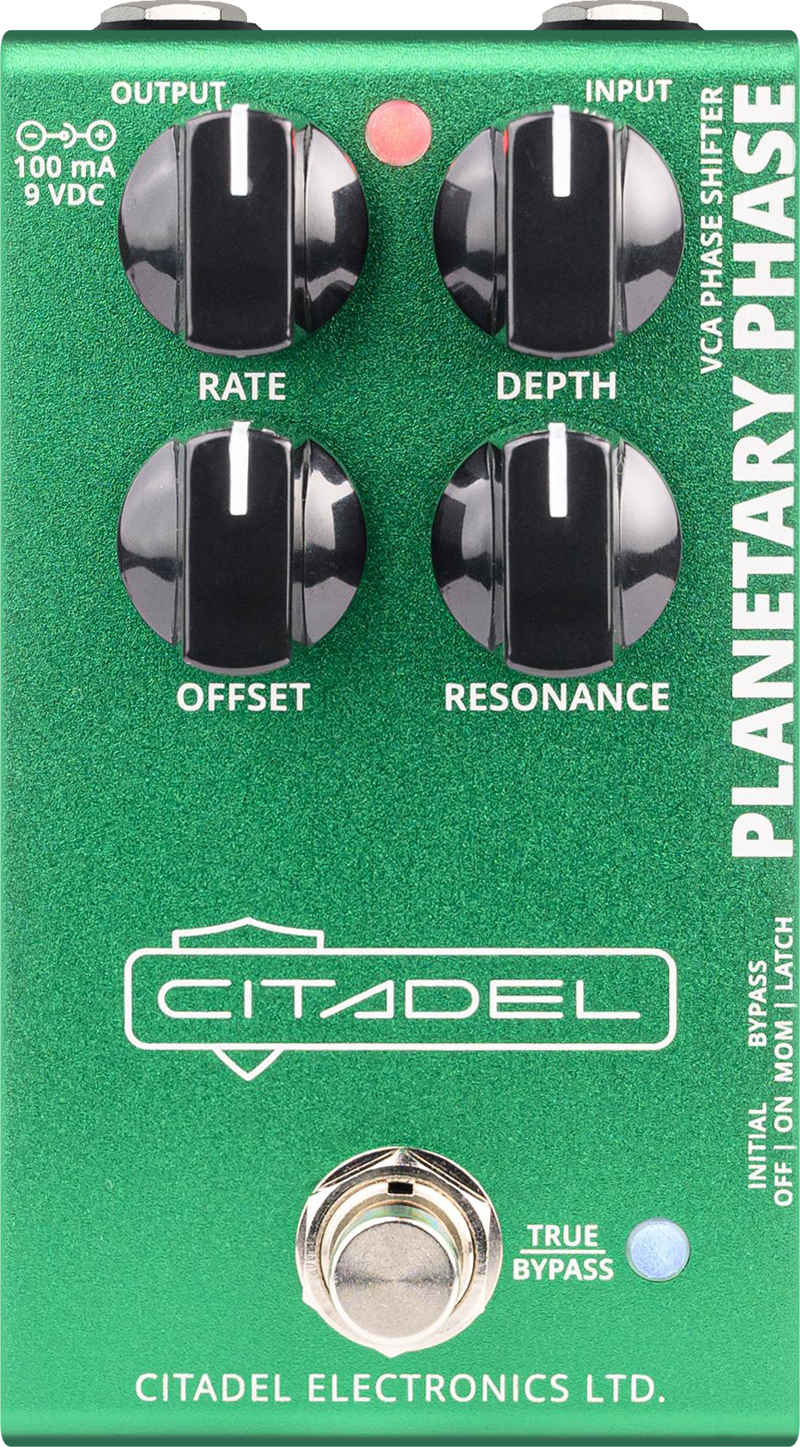 OUTPUT
INPUT
100 mA
9 VDC
VCA PHASE SHIFTER
PLANETARY PHASE
RATE
DEPTH
OFFSET
RESONANCE
CITADEL
INITIAL BYPASS
OFF | ON MOM | LATCH
TRUE
BYPASS
CITADEL ELECTRONICS LTD.